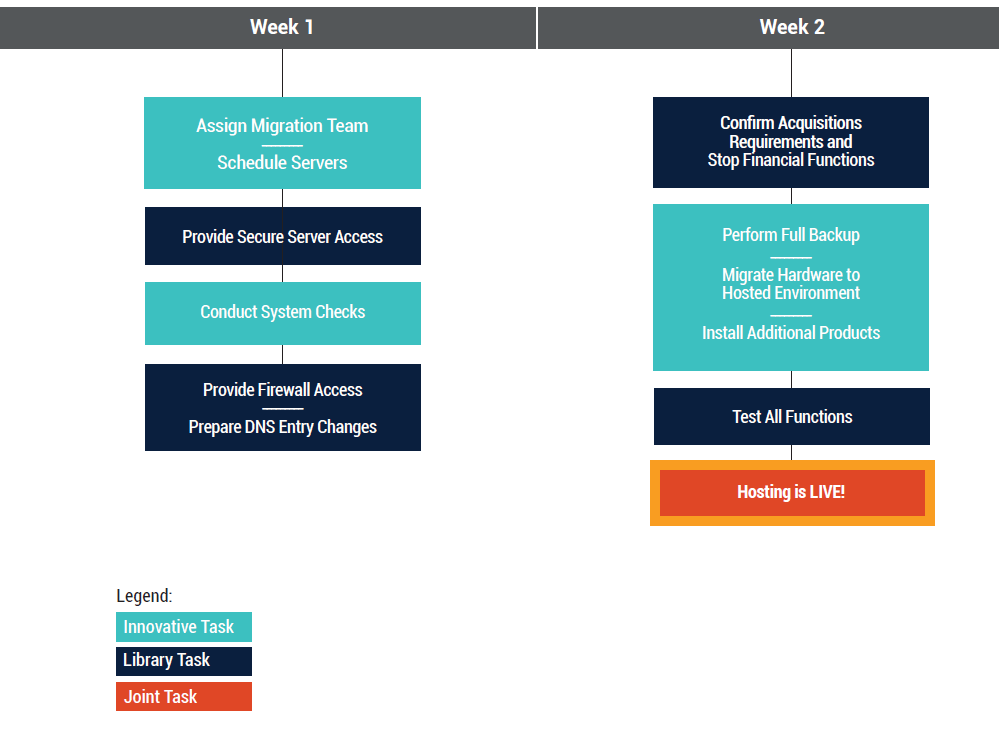 Week 1
Assign Migration Team
Schedule Servers
Provide Secure Server Access
Conduct System Checks
Provide Firewall Access
Prepare DNS Entry Changes
Week 2
Confirm Acquisitions
Requirements and
Stop Financial Functions
Perform Full Backup
Migrate Hardware to
Hosted Environment
Install Additional Products
Test All Functions
Hosting is LIVE!
Legend:
Innovative Task
Library Task
Joint Task